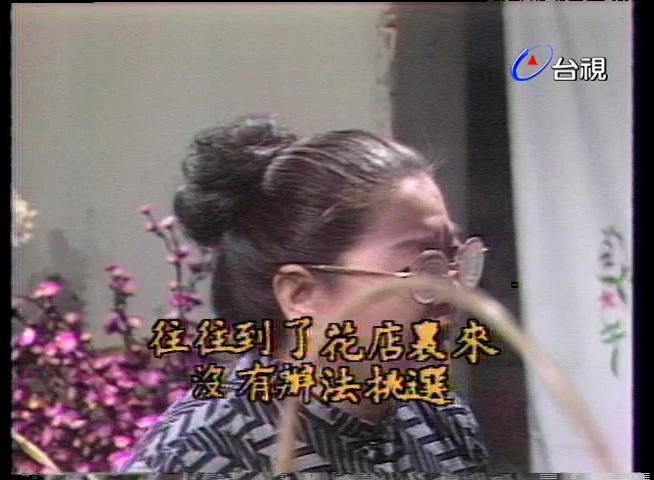 台視
往往到了花店裏來
沒有辦法挑選